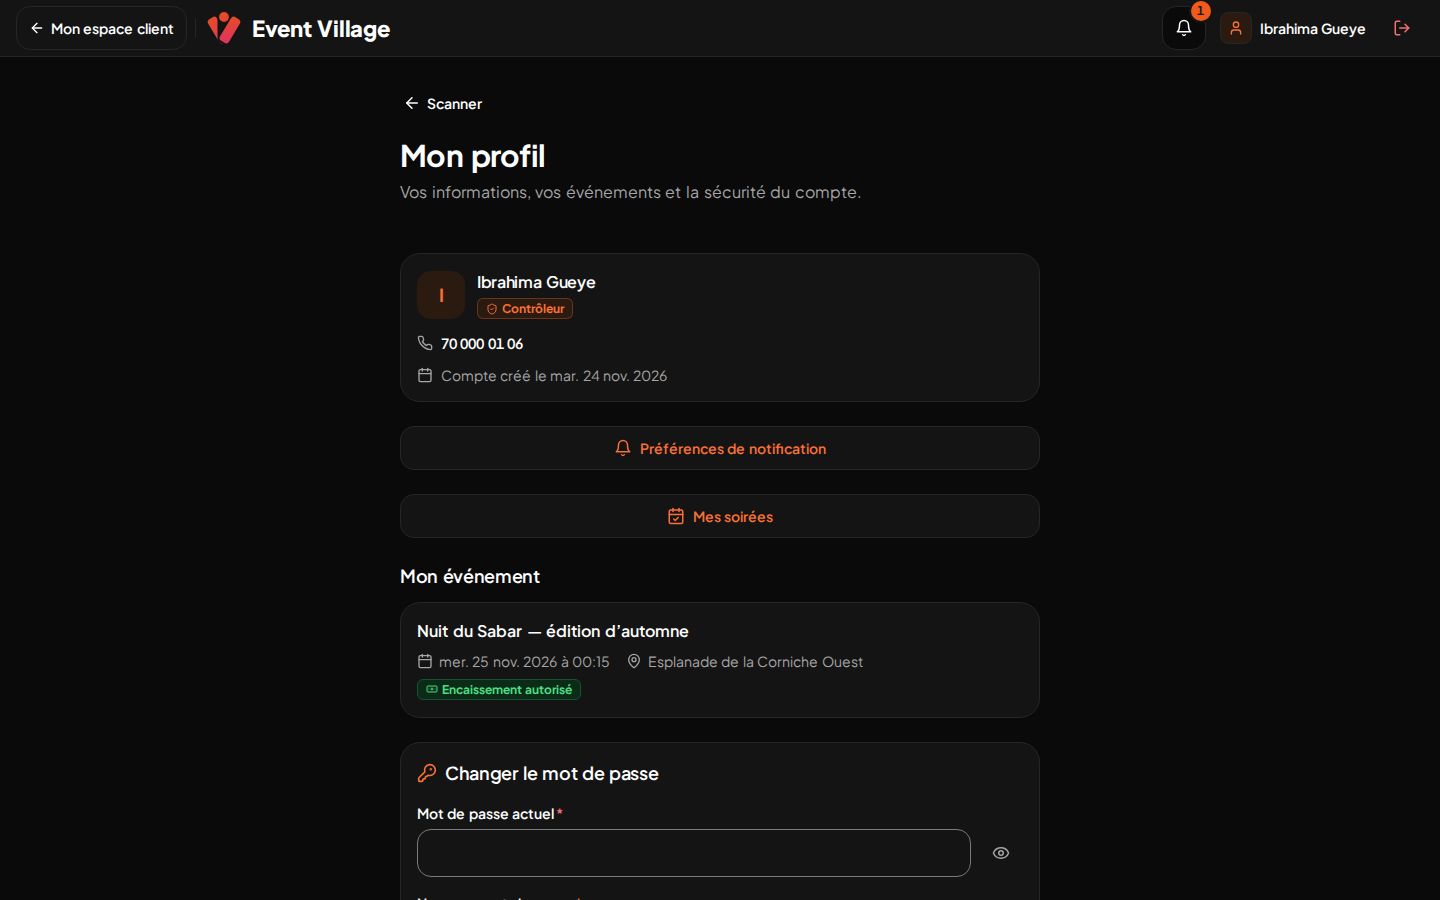 Mon espace client
Event Village
1
Ibrahima Gueye
Scanner
Mon profil
Vos informations, vos événements et la sécurité du compte.
I
Ibrahima Gueye
Contrôleur
70 000 01 06
Compte créé le mar. 24 nov. 2026
Préférences de notification
Mes soirées
Mon événement
Nuit du Sabar — édition d’automne
mer. 25 nov. 2026 à 00:15
Esplanade de la Corniche Ouest
Encaissement autorisé
Changer le mot de passe
Mot de passe actuel *